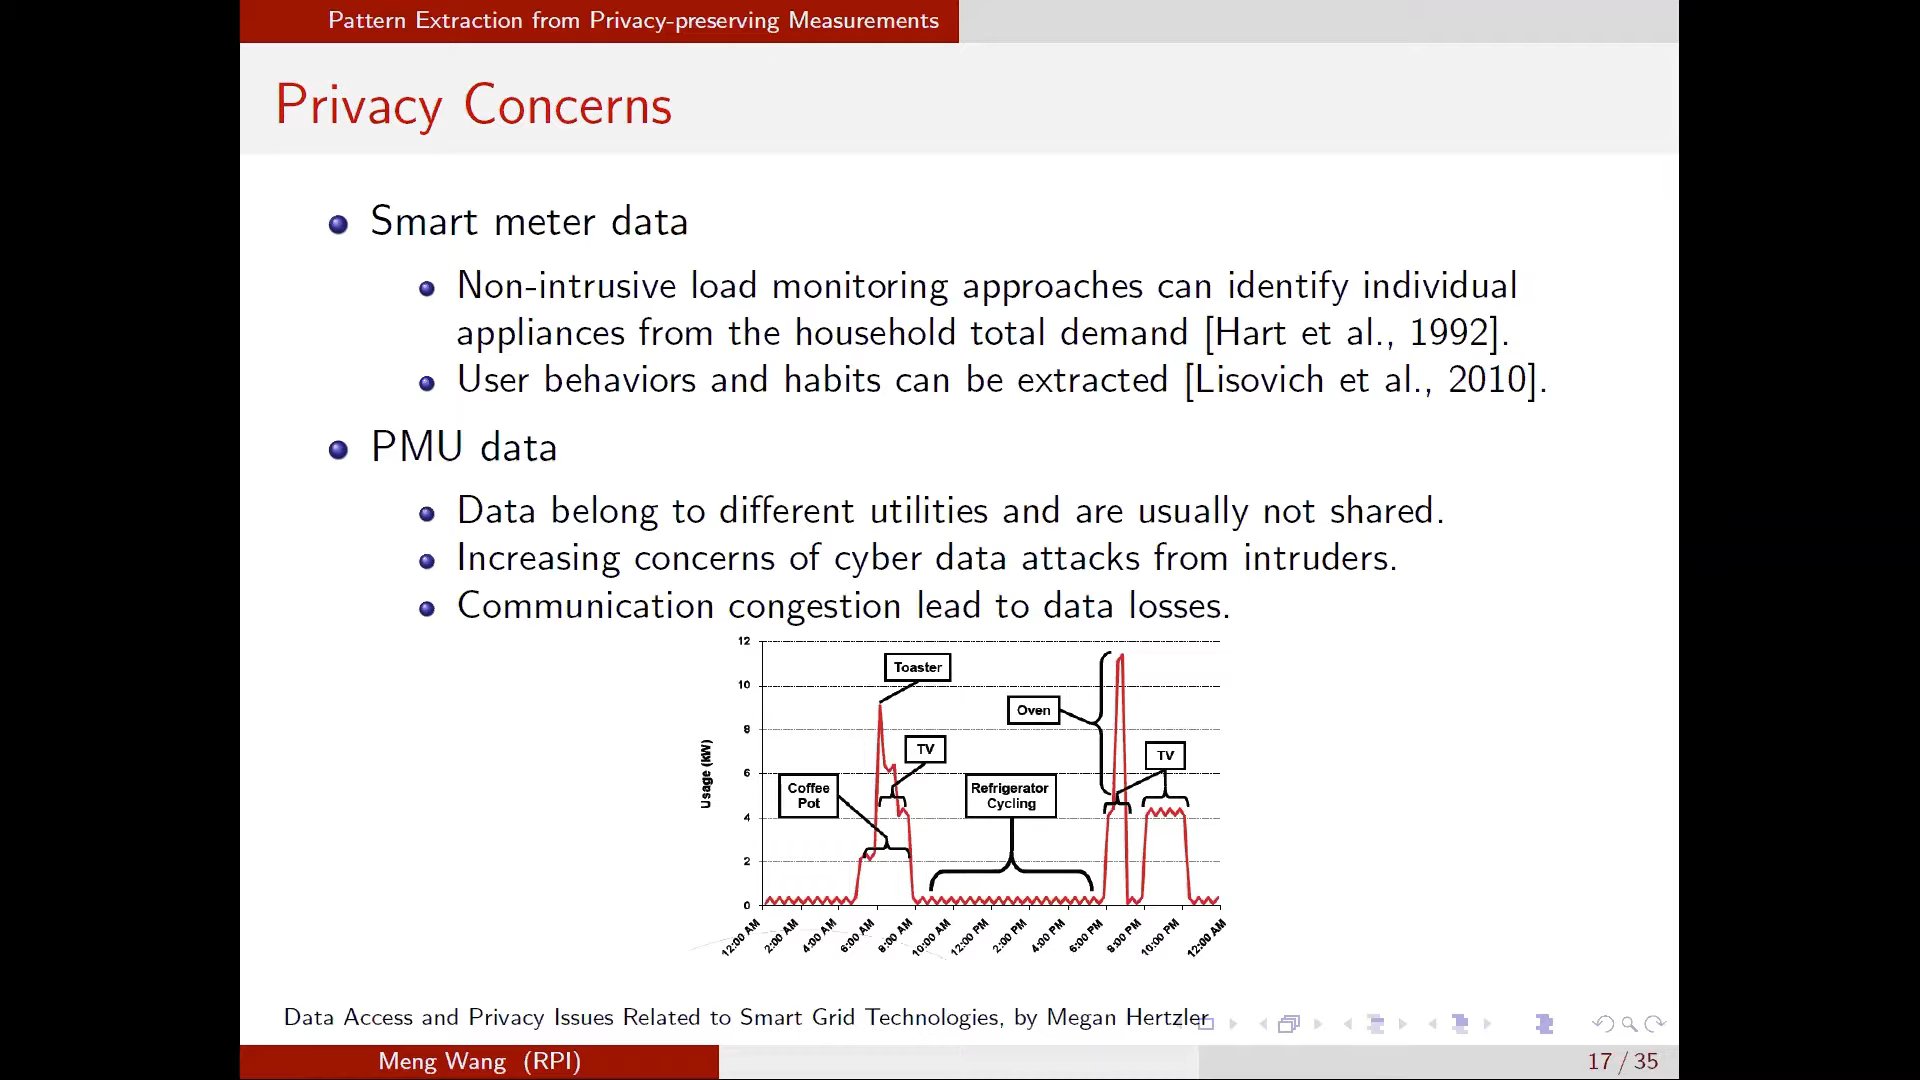 Pattern Extraction from Privacy-preserving Measurements
Privacy Concerns
Smart meter data
Non-intrusive load monitoring approaches can identify individual
appliances from the household total demand [Hart et al., 1992].
User behaviors and habits can be extracted [Lisovich et al., 2010].
PMU data
Data belong to different utilities and are usually not shared.
Increasing concerns of cyber data attacks from intruders.
Communication congestion lead to data losses.
12
10
8
6
4
2
0
Usage (kW)
Toaster
TV
Coffee
Pot
Refrigerator
Cycling
Oven
TV
12:00 AM
2:00 AM
4:00 AM
6:00 AM
8:00 AM
10:00 AM
12:00 PM
2:00 PM
4:00 PM
6:00 PM
8:00 PM
10:00 PM
12:00 AM
Data Access and Privacy Issues Related to Smart Grid Technologies, by Megan Hertzler
Meng Wang (RPI)
17 / 35